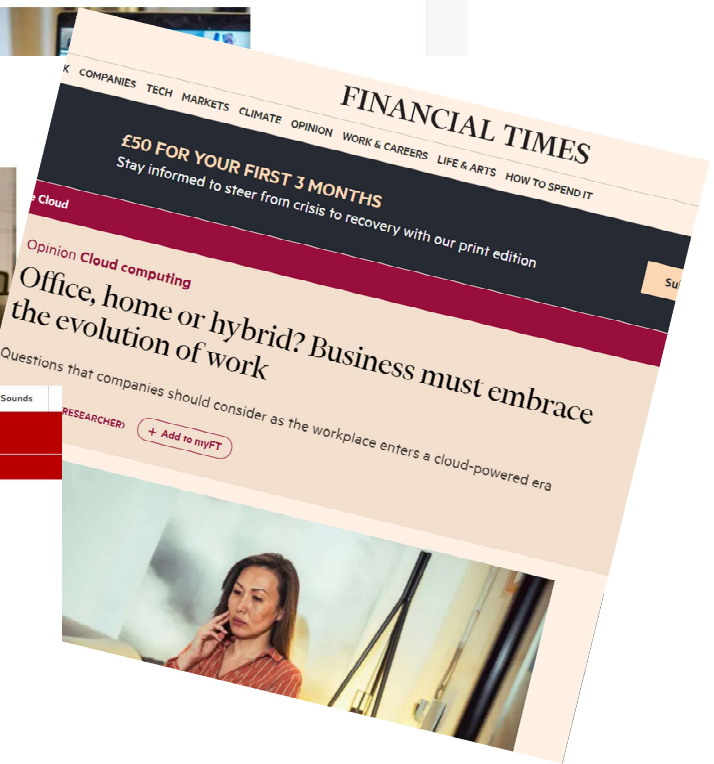 FINANCIAL TIMES
COMPANIES TECH MARKETS CLIMATE OPINION WORK & CAREERS LIFE & ARTS HOW TO SPEND IT
£50 FOR YOUR FIRST 3 MONTHS
Stay informed to steer from crisis to recovery with our print edition
e Cloud
Opinion Cloud computing
Office, home or hybrid? Business must embrace
the evolution of work
Questions that companies should consider as the workplace enters a cloud-powered era
Sounds
RESEARCHER)
+ Add to myFT